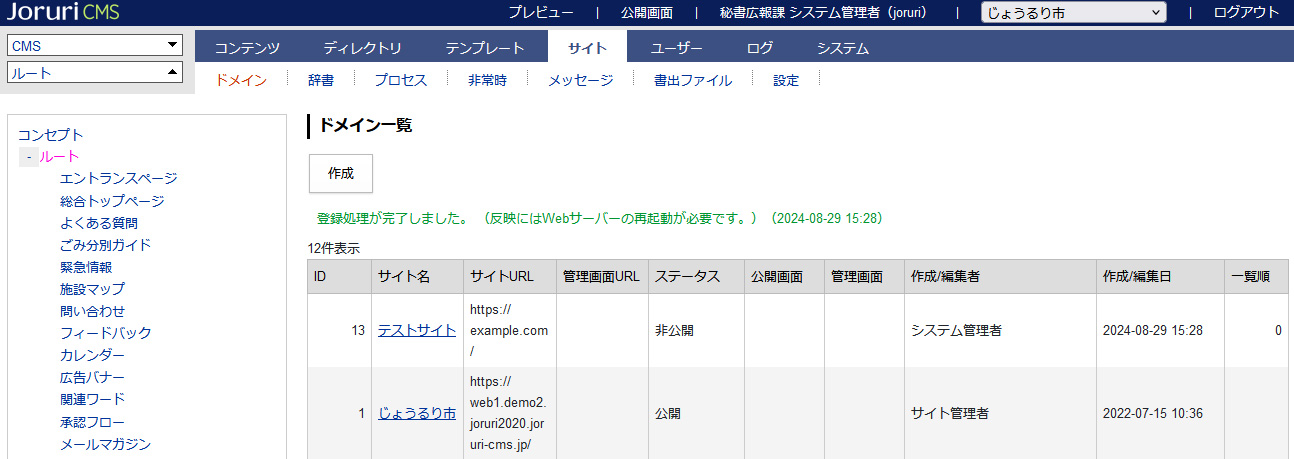 Joruri CMS
プレビュー | 公開画面 | 秘書広報課 システム管理者（joruri） | じょうるり市 | ログアウト
CMS
ルート
コンテンツ ディレクトリ テンプレート サイト ユーザー ログ システム
ドメイン 辞書 プロセス 非常時 メッセージ 書出ファイル 設定
コンセプト
- ルート
エントランスページ
総合トップページ
よくある質問
ごみ分別ガイド
緊急情報
施設マップ
問い合わせ
フィードバック
カレンダー
広告バナー
関連ワード
承認フロー
メールマガジン
ドメイン一覧
作成
登録処理が完了しました。 （反映にはWebサーバーの再起動が必要です。）（2024-08-29 15:28）
12件表示
ID サイト名 サイトURL 管理画面URL ステータス 公開画面 管理画面 作成/編集者 作成/編集日 一覧順
13 テストサイト https://
example.com
/ 非公開 システム管理者 2024-08-29 15:28 0
1 じょうるり市 https://
web1.demo2.
joruri2020.jor
uri-cms.jp/ 公開 サイト管理者 2022-07-15 10:36